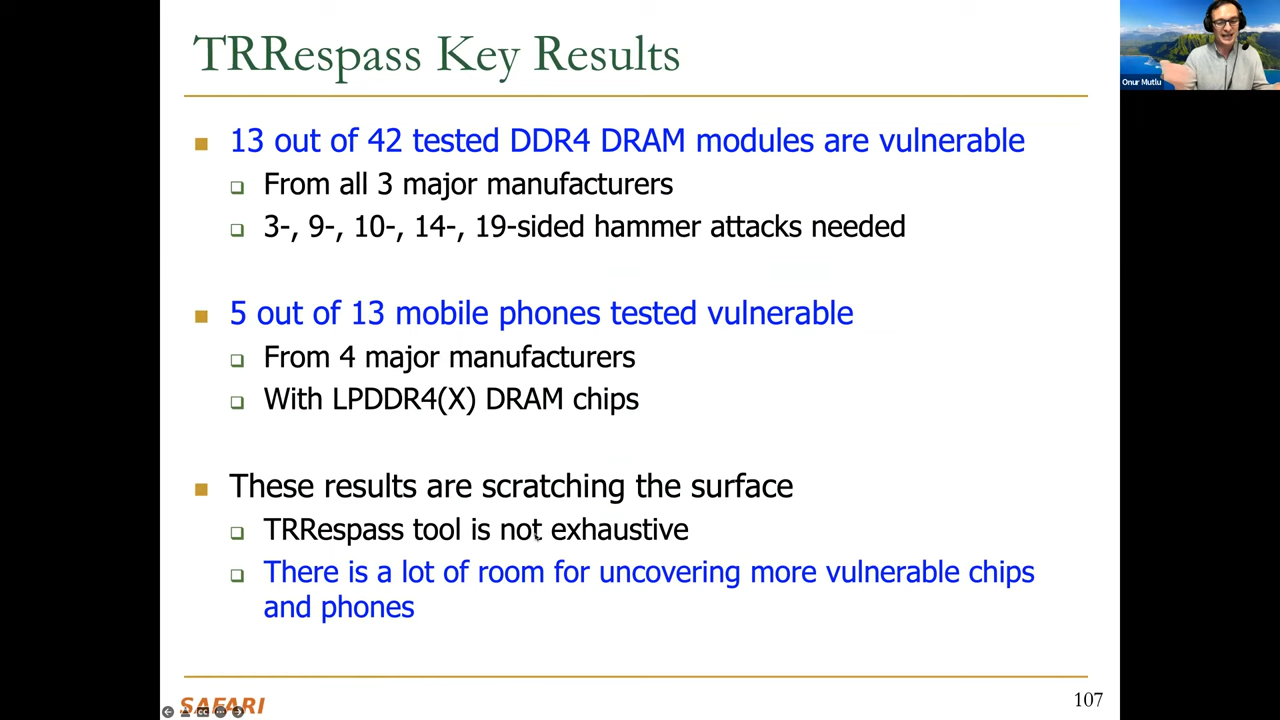 TRRespass Key Results
Onur Mutlu
13 out of 42 tested DDR4 DRAM modules are vulnerable
From all 3 major manufacturers
3-, 9-, 10-, 14-, 19-sided hammer attacks needed
5 out of 13 mobile phones tested vulnerable
From 4 major manufacturers
With LPDDR4(X) DRAM chips
These results are scratching the surface
TRRespass tool is not exhaustive
There is a lot of room for uncovering more vulnerable chips
and phones
SAFARI
107